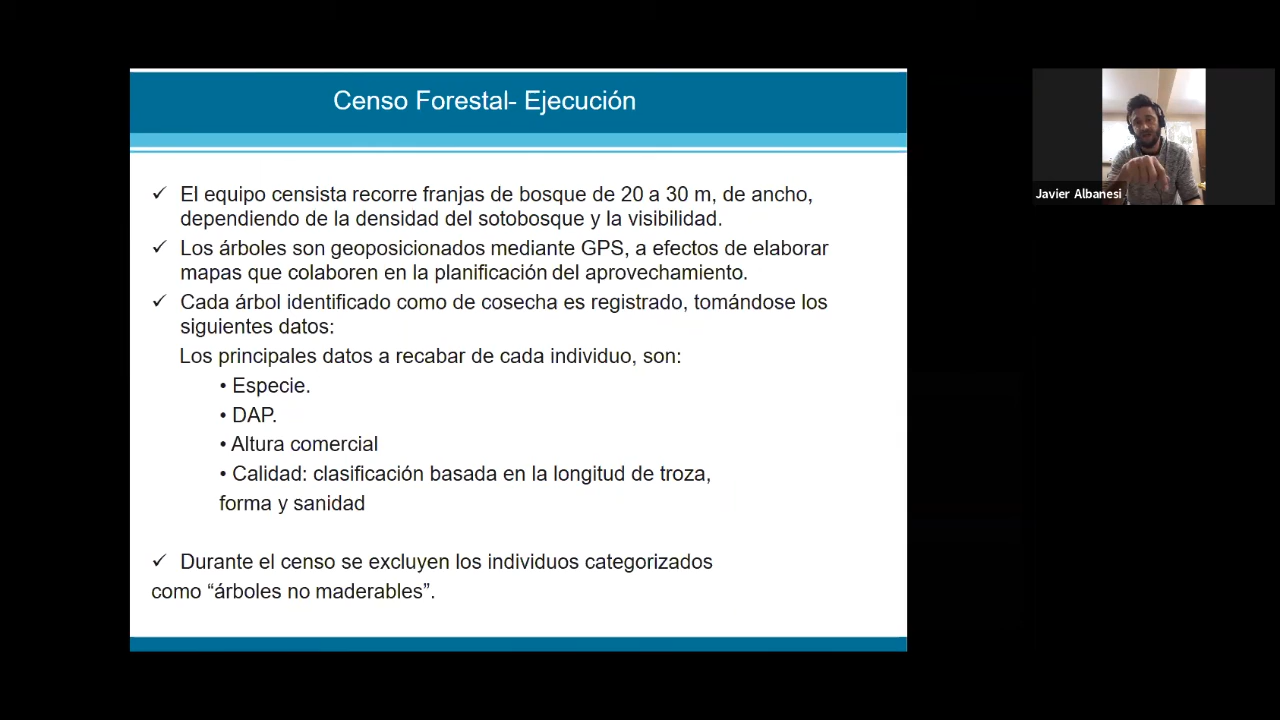 Censo Forestal- Ejecución
✓ El equipo censista recorre franjas de bosque de 20 a 30 m, de ancho,
dependiendo de la densidad del sotobosque y la visibilidad.
✓ Los árboles son geoposicionados mediante GPS, a efectos de elaborar
mapas que colaboren en la planificación del aprovechamiento.
✓ Cada árbol identificado como de cosecha es registrado, tomándose los
siguientes datos:
Los principales datos a recabar de cada individuo, son:
• Especie.
• DAP.
• Altura comercial
• Calidad: clasificación basada en la longitud de troza,
forma y sanidad
✓ Durante el censo se excluyen los individuos categorizados
como “árboles no maderables”.
Javier Albanesi